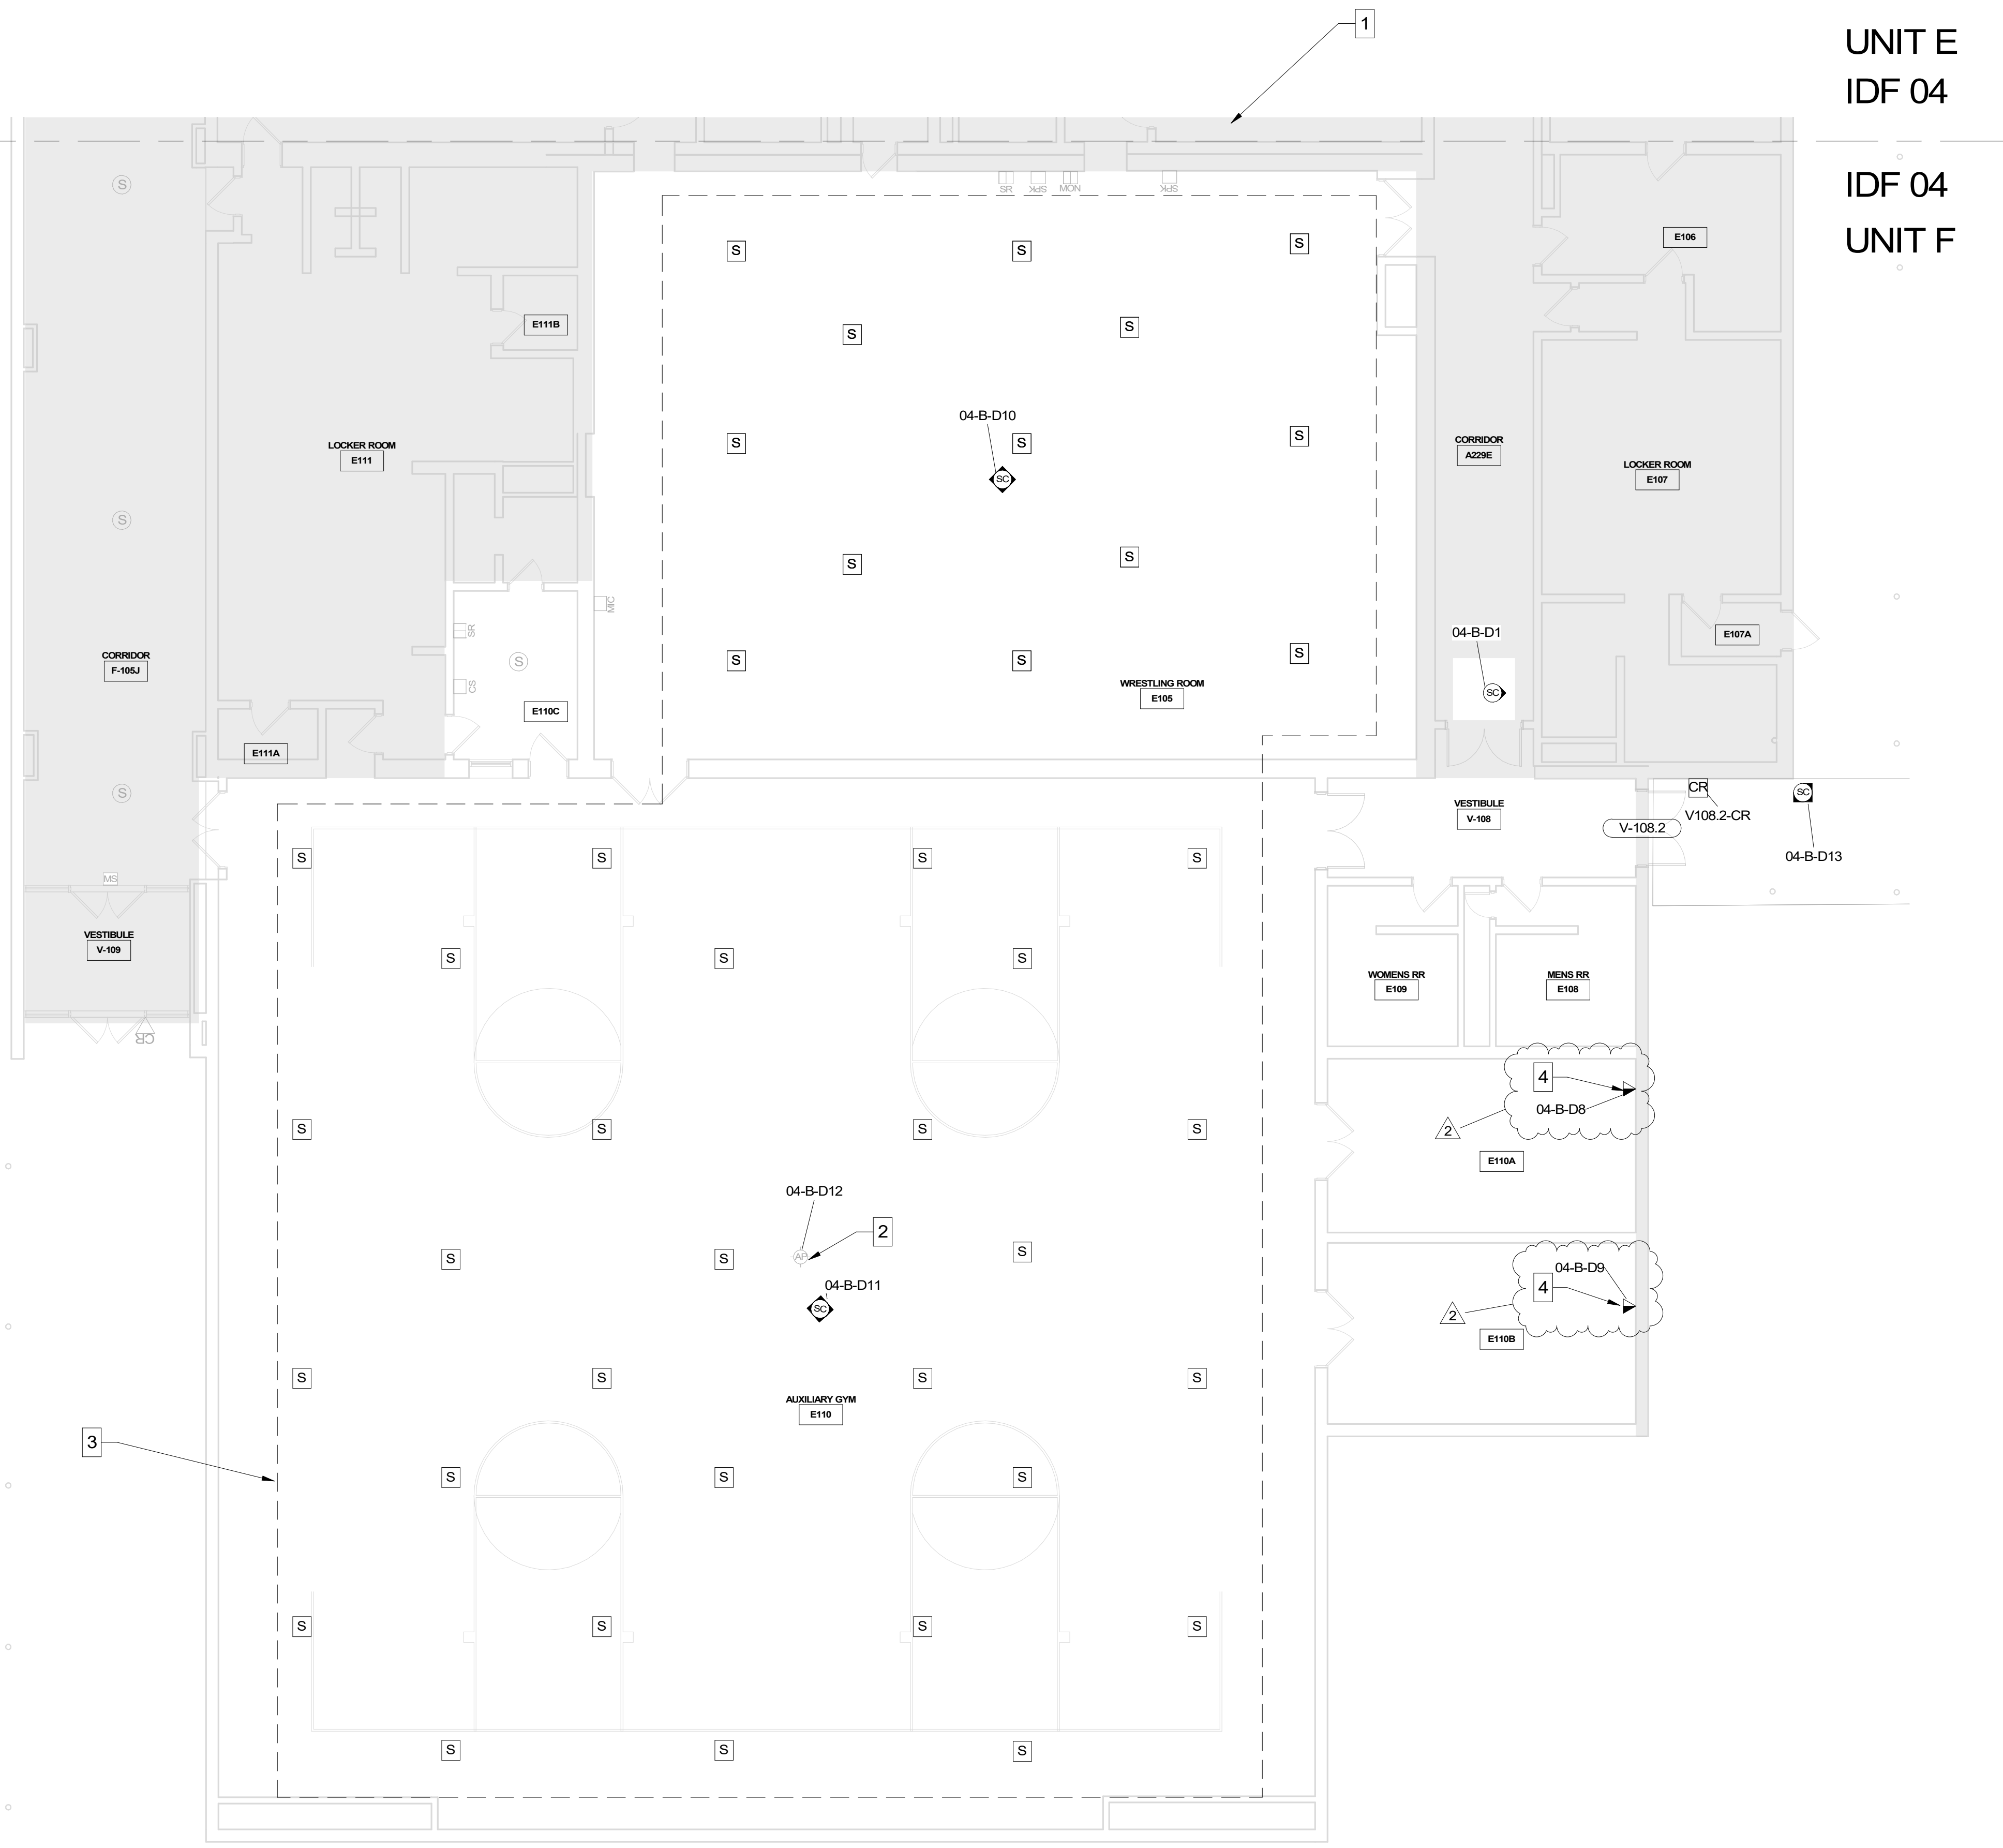 1
UNIT E
IDF 04
IDF 04
UNIT F
S
SR
SPK
MON
SPK
E106
S
S
S
E111B
S
S
04-B-D10
LOCKER ROOM
E111
S
S
S
SC
CORRIDOR
A229E
LOCKER ROOM
E107
S
S
S
MIC
SR
S
CS
04-B-D1
E107A
CORRIDOR
F-105J
S
S
S
WRESTLING ROOM
E105
SC
E110C
E111A
S
VESTIBULE
V-108
CR
V108.2-CR
SC
V-108.2
04-B-D13
S
S
S
S
MS
VESTIBULE
V-109
S
S
S
WOMENS RR
E109
MENS RR
E108
CR
4
04-B-D8
2
S
S
S
S
E110A
04-B-D12
2
AP
S
S
S
04-B-D11
SC
04-B-D9
4
2
E110B
S
S
S
S
AUXILIARY GYM
E110
3
S
S
S
S
S
S
S
S
S
S